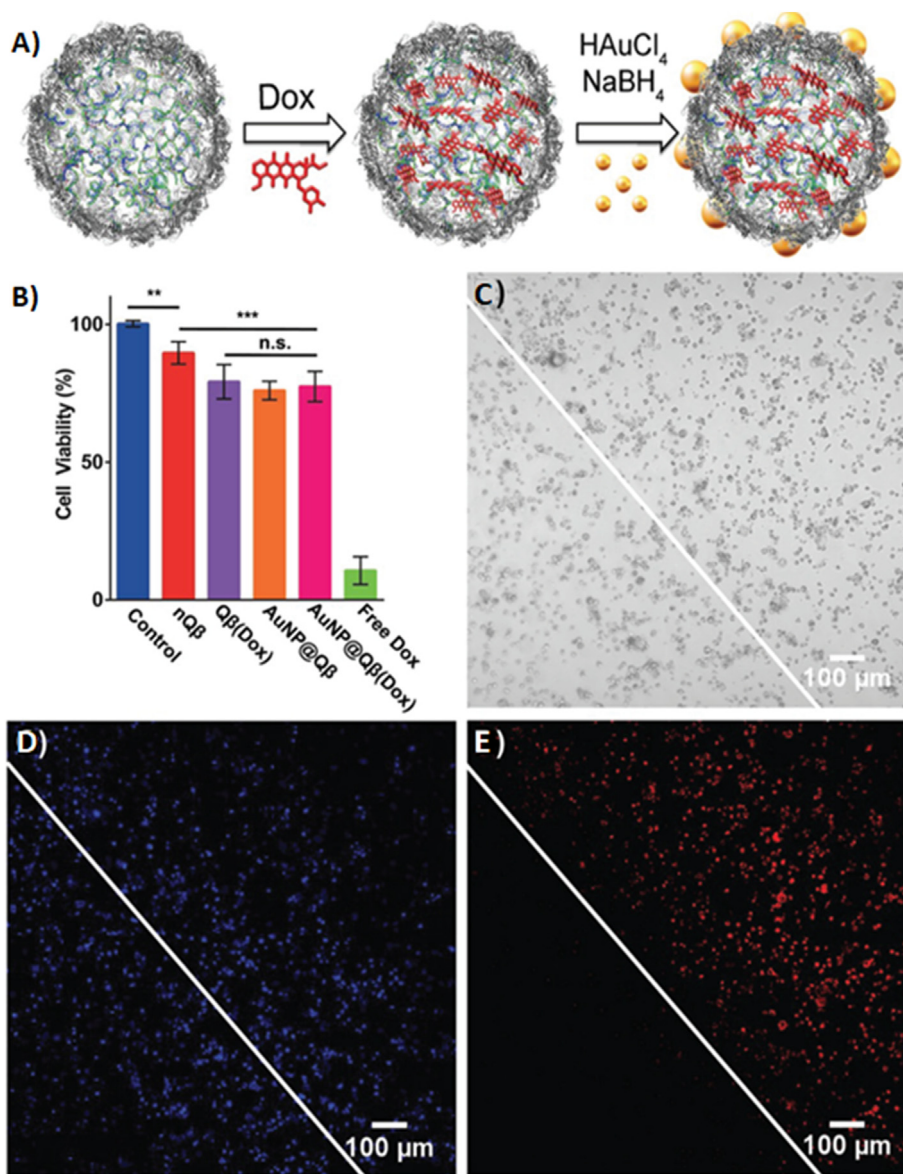 A)
Dox
HAuCl₄
NaBH₄
B)
**
***
n.s.
100
50
0
Cell Viability (%)
Control
nQβ
Qβ(Dox)
AuNP@Qβ
AuNP@Qβ(Dox)
Free Dox
C)
100 µm
D)
100 µm
E)
100 µm